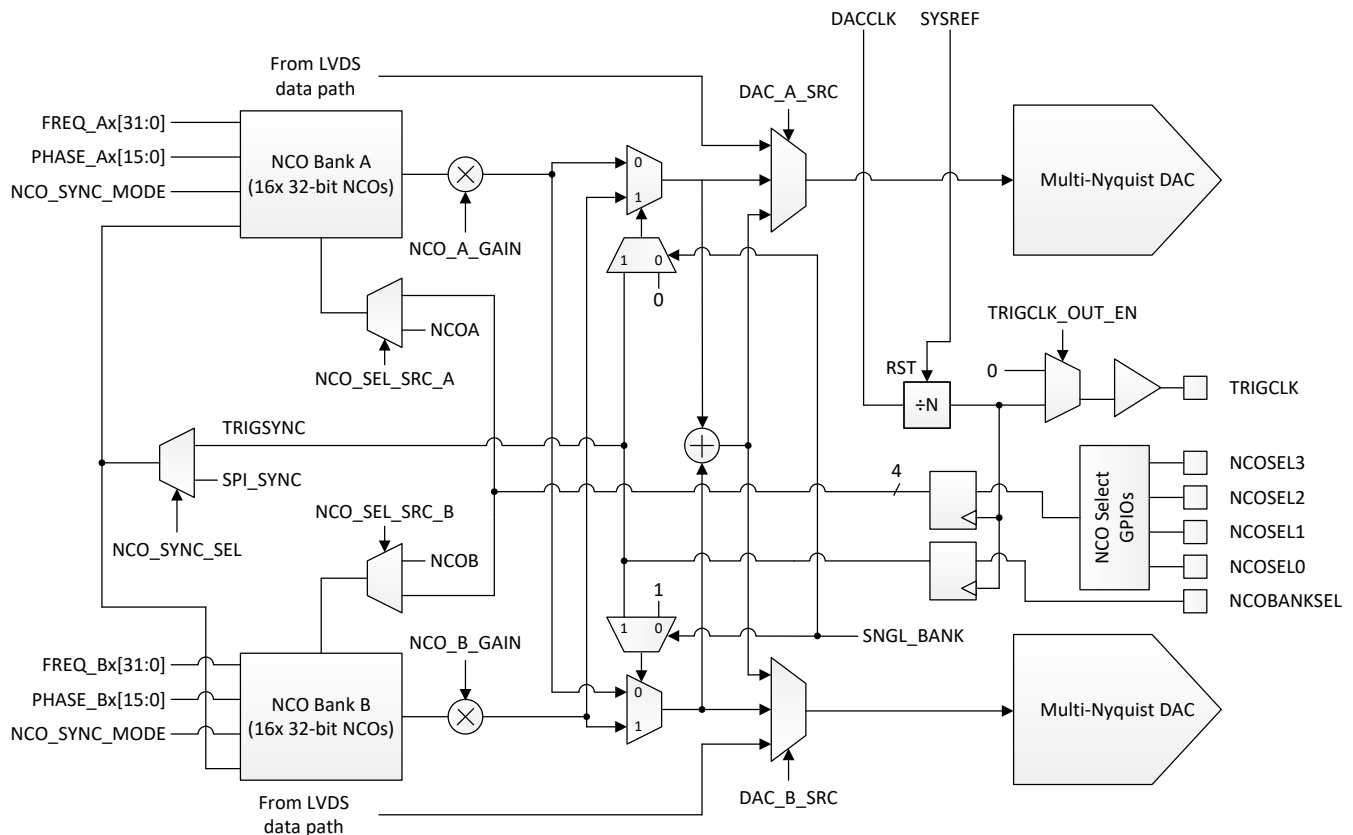 DACCLK
SYSREF
From LVDS
data path
DAC_A_SRC
FREQ_Ax[31:0]
PHASE_Ax[15:0]
NCO_SYNC_MODE
NCO Bank A
(16x 32-bit NCOs)
NCO_A_GAIN
0
1
Multi-Nyquist DAC
1
0
0
NCOA
NCO_SEL_SRC_A
TRIGCLK_OUT_EN
RST
0
÷N
TRIGCLK
TRIGSYNC
SPI_SYNC
NCO_SYNC_SEL
4
NCO Select
GPIOs
NCOSEL3
NCOSEL2
NCOSEL1
NCOSEL0
NCOBANKSEL
NCO_SEL_SRC_B
NCOB
1
1
0
SNGL_BANK
NCO_B_GAIN
FREQ_Bx[31:0]
PHASE_Bx[15:0]
NCO_SYNC_MODE
NCO Bank B
(16x 32-bit NCOs)
0
1
Multi-Nyquist DAC
DAC_B_SRC
From LVDS
data path